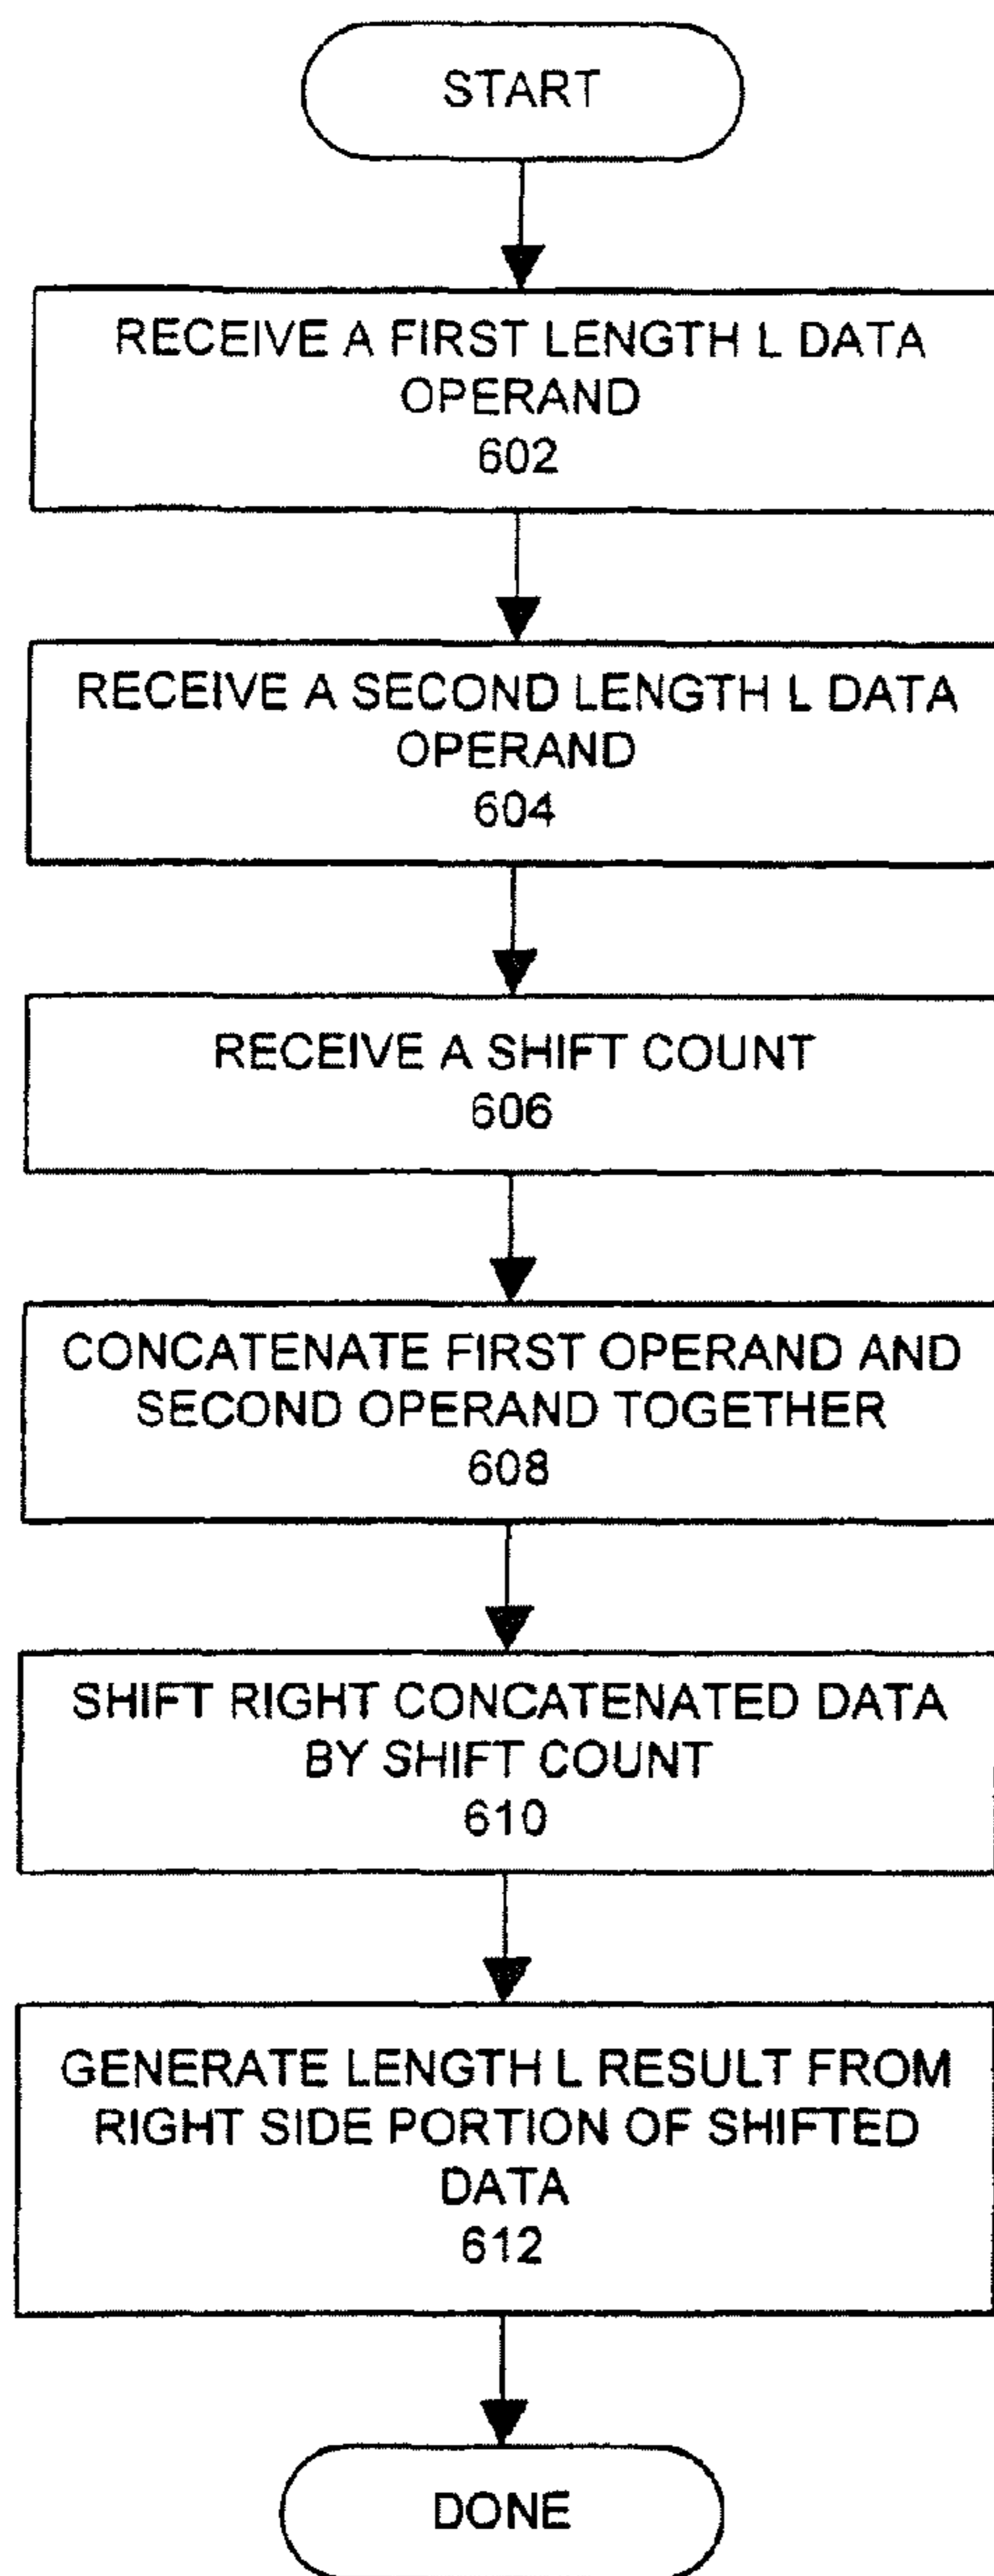 START
RECEIVE A FIRST LENGTH L DATA
OPERAND
602
RECEIVE A SECOND LENGTH L DATA
OPERAND
604
RECEIVE A SHIFT COUNT
606
CONCATENATE FIRST OPERAND AND
SECOND OPERAND TOGETHER
608
SHIFT RIGHT CONCATENATED DATA
BY SHIFT COUNT
610
GENERATE LENGTH L RESULT FROM
RIGHT SIDE PORTION OF SHIFTED
DATA
612
DONE